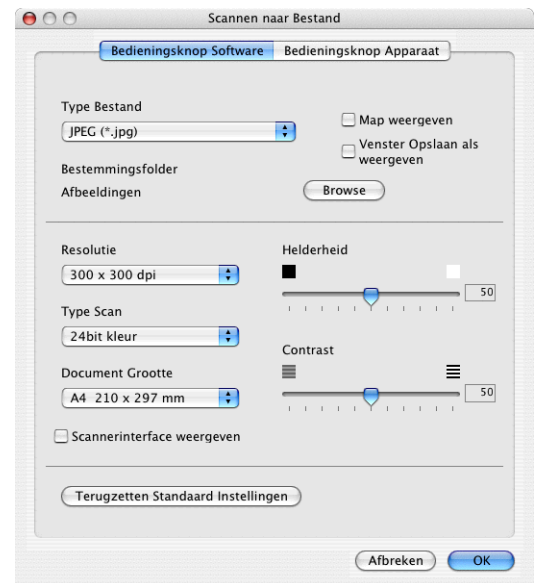 Scannen naar Bestand
Bedieningsknop Software
Bedieningsknop Apparaat
Type Bestand
JPEG (*.jpg)
Map weergeven
Venster Opslaan als
weergeven
Bestemmingsfolder
Afbeeldingen
Browse
Resolutie
300 x 300 dpi
Helderheid
50
Type Scan
24bit kleur
Contrast
50
Document Grootte
A4 210 x 297 mm
Scannerinterface weergeven
Terugzetten Standaard Instellingen
Afbreken
OK